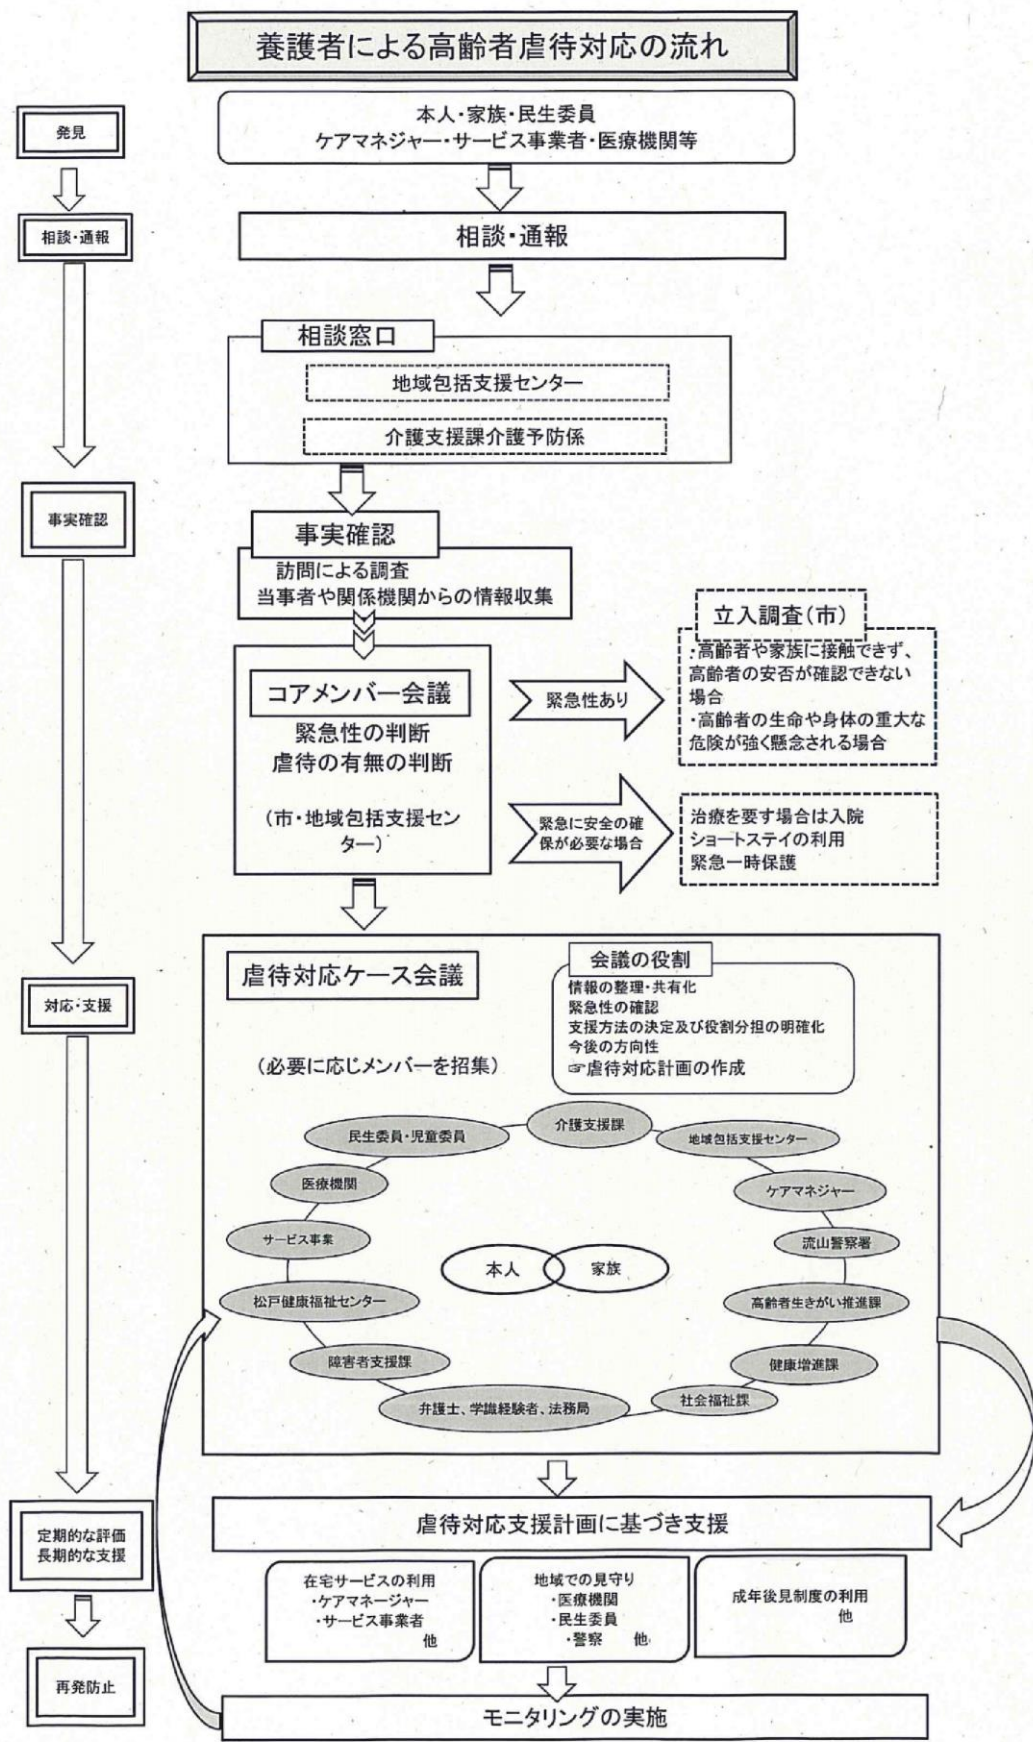 養護者による高齢者虐待対応の流れ
発見
本人・家族・民生委員
ケアマネジャー・サービス事業者・医療機関等
相談・通報
相談・通報
相談窓口
地域包括支援センター
介護支援課介護予防係
事実確認
事実確認
訪問による調査
当事者や関係機関からの情報収集
コアメンバー会議
緊急性の判断
虐待の有無の判断
(市・地域包括支援セン
ター)
緊急性あり
立入調査(市)
・高齢者や家族に接触できず、
高齢者の安否が確認できない
場合
・高齢者の生命や身体の重大な
危険が強く懸念される場合
緊急に安全の確
保が必要な場合
治療を要す場合は入院
ショートステイの利用
緊急一時保護
対応・支援
虐待対応ケース会議
(必要に応じメンバーを招集)
会議の役割
情報の整理・共有化
緊急性の確認
支援方法の決定及び役割分担の明確化
今後の方向性
☞虐待対応計画の作成
介護支援課
民生委員・児童委員
地域包括支援センター
医療機関
ケアマネジャー
サービス事業
流山警察署
本人
家族
松戸健康福祉センター
高齢者生きがい推進課
障害者支援課
健康増進課
弁護士、学識経験者、法務局
社会福祉課
定期的な評価
長期的な支援
虐待対応支援計画に基づき支援
在宅サービスの利用
・ケアマネージャー
・サービス事業者
他
地域での見守り
・医療機関
・民生委員
・警察 他
成年後見制度の利用
他
再発防止
モニタリングの実施